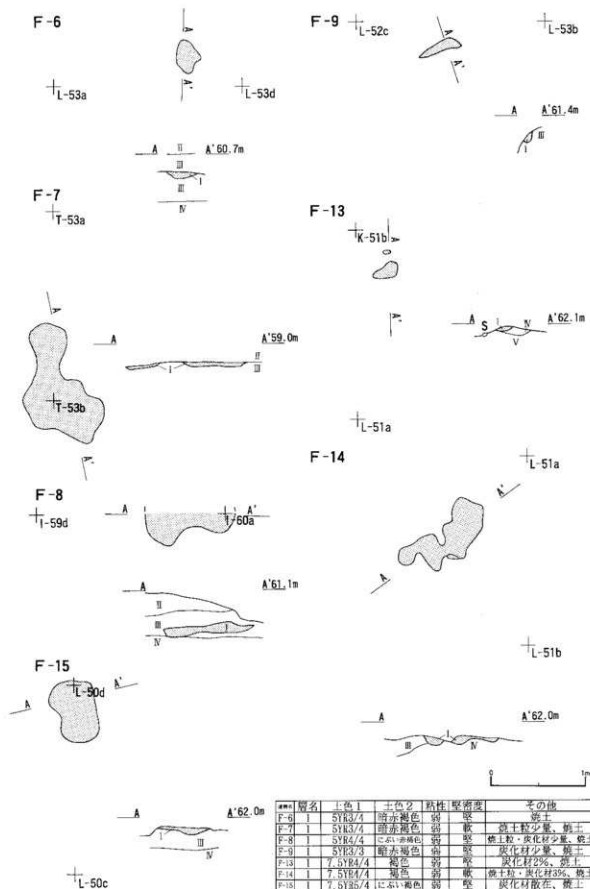 F-6
A
L-53a
A'
L-53d
A
II
A' 60.7m
III
I
III
IV
F-7
T-53a
A
A
A' 59.0m
I
II
III
T-53b
A'
F-8
I-59d
A
I-60a
A'
A
A' 61.1m
II
III
I
IV
F-15
L-50d
A
A'
A
A' 62.0m
I
III
IV
L-50c
F-9
L-52c
A
L-53b
A'
A
A' 61.4m
III
I
F-13
K-51b
A
A'
A
A' 62.1m
S
I
IV
V
L-51a
F-14
L-51a
A'
A
L-51b
A
A' 62.0m
III
I
IV
0 1m
遺構名 層名 土色1 土色2 粘性 堅密度 その他
F-6 I 5YR3/4 暗赤褐色 弱 堅 焼土
F-7 I 5YR3/4 暗赤褐色 弱 軟 焼土粒少量、焼土
F-8 I 5YR4/4 にぶい赤褐色 弱 堅 焼土粒・炭化材少量、焼土
F-9 I 5YR3/3 暗赤褐色 弱 堅 炭化材少量、焼土
F-13 I 7.5YR4/4 褐色 弱 堅 炭化材2%、焼土
F-14 I 7.5YR4/4 褐色 弱 軟 焼土粒・炭化材3%、焼土
F-15 I 7.5YR5/4 にぶい褐色 弱 堅 炭化材散在、焼土